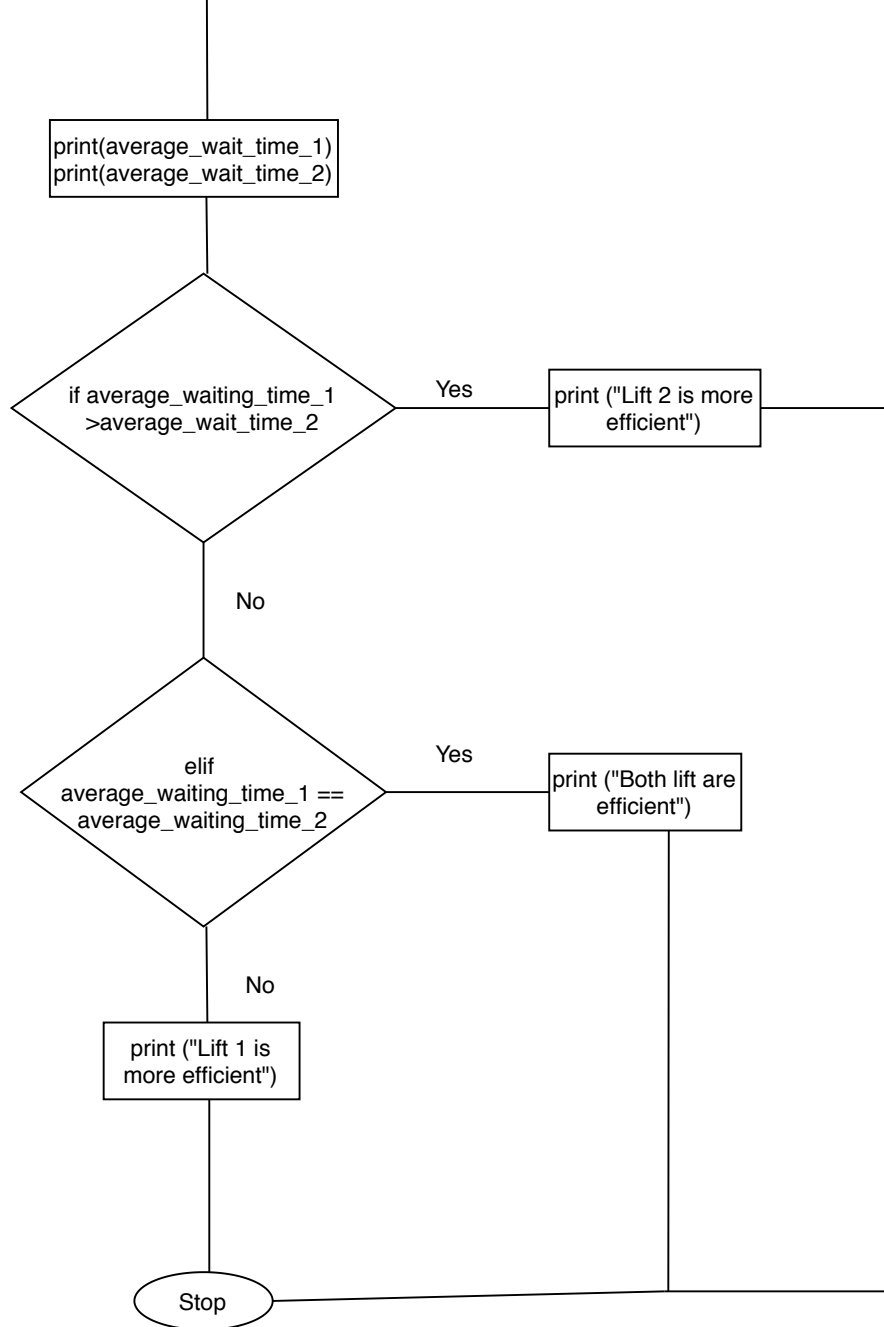 print(average_wait_time_1)
print(average_wait_time_2)
if average_waiting_time_1
>average_wait_time_2
Yes
print ("Lift 2 is more
efficient")
No
elif
average_waiting_time_1 ==
average_waiting_time_2
Yes
print ("Both lift are
efficient")
No
print ("Lift 1 is
more efficient")
Stop